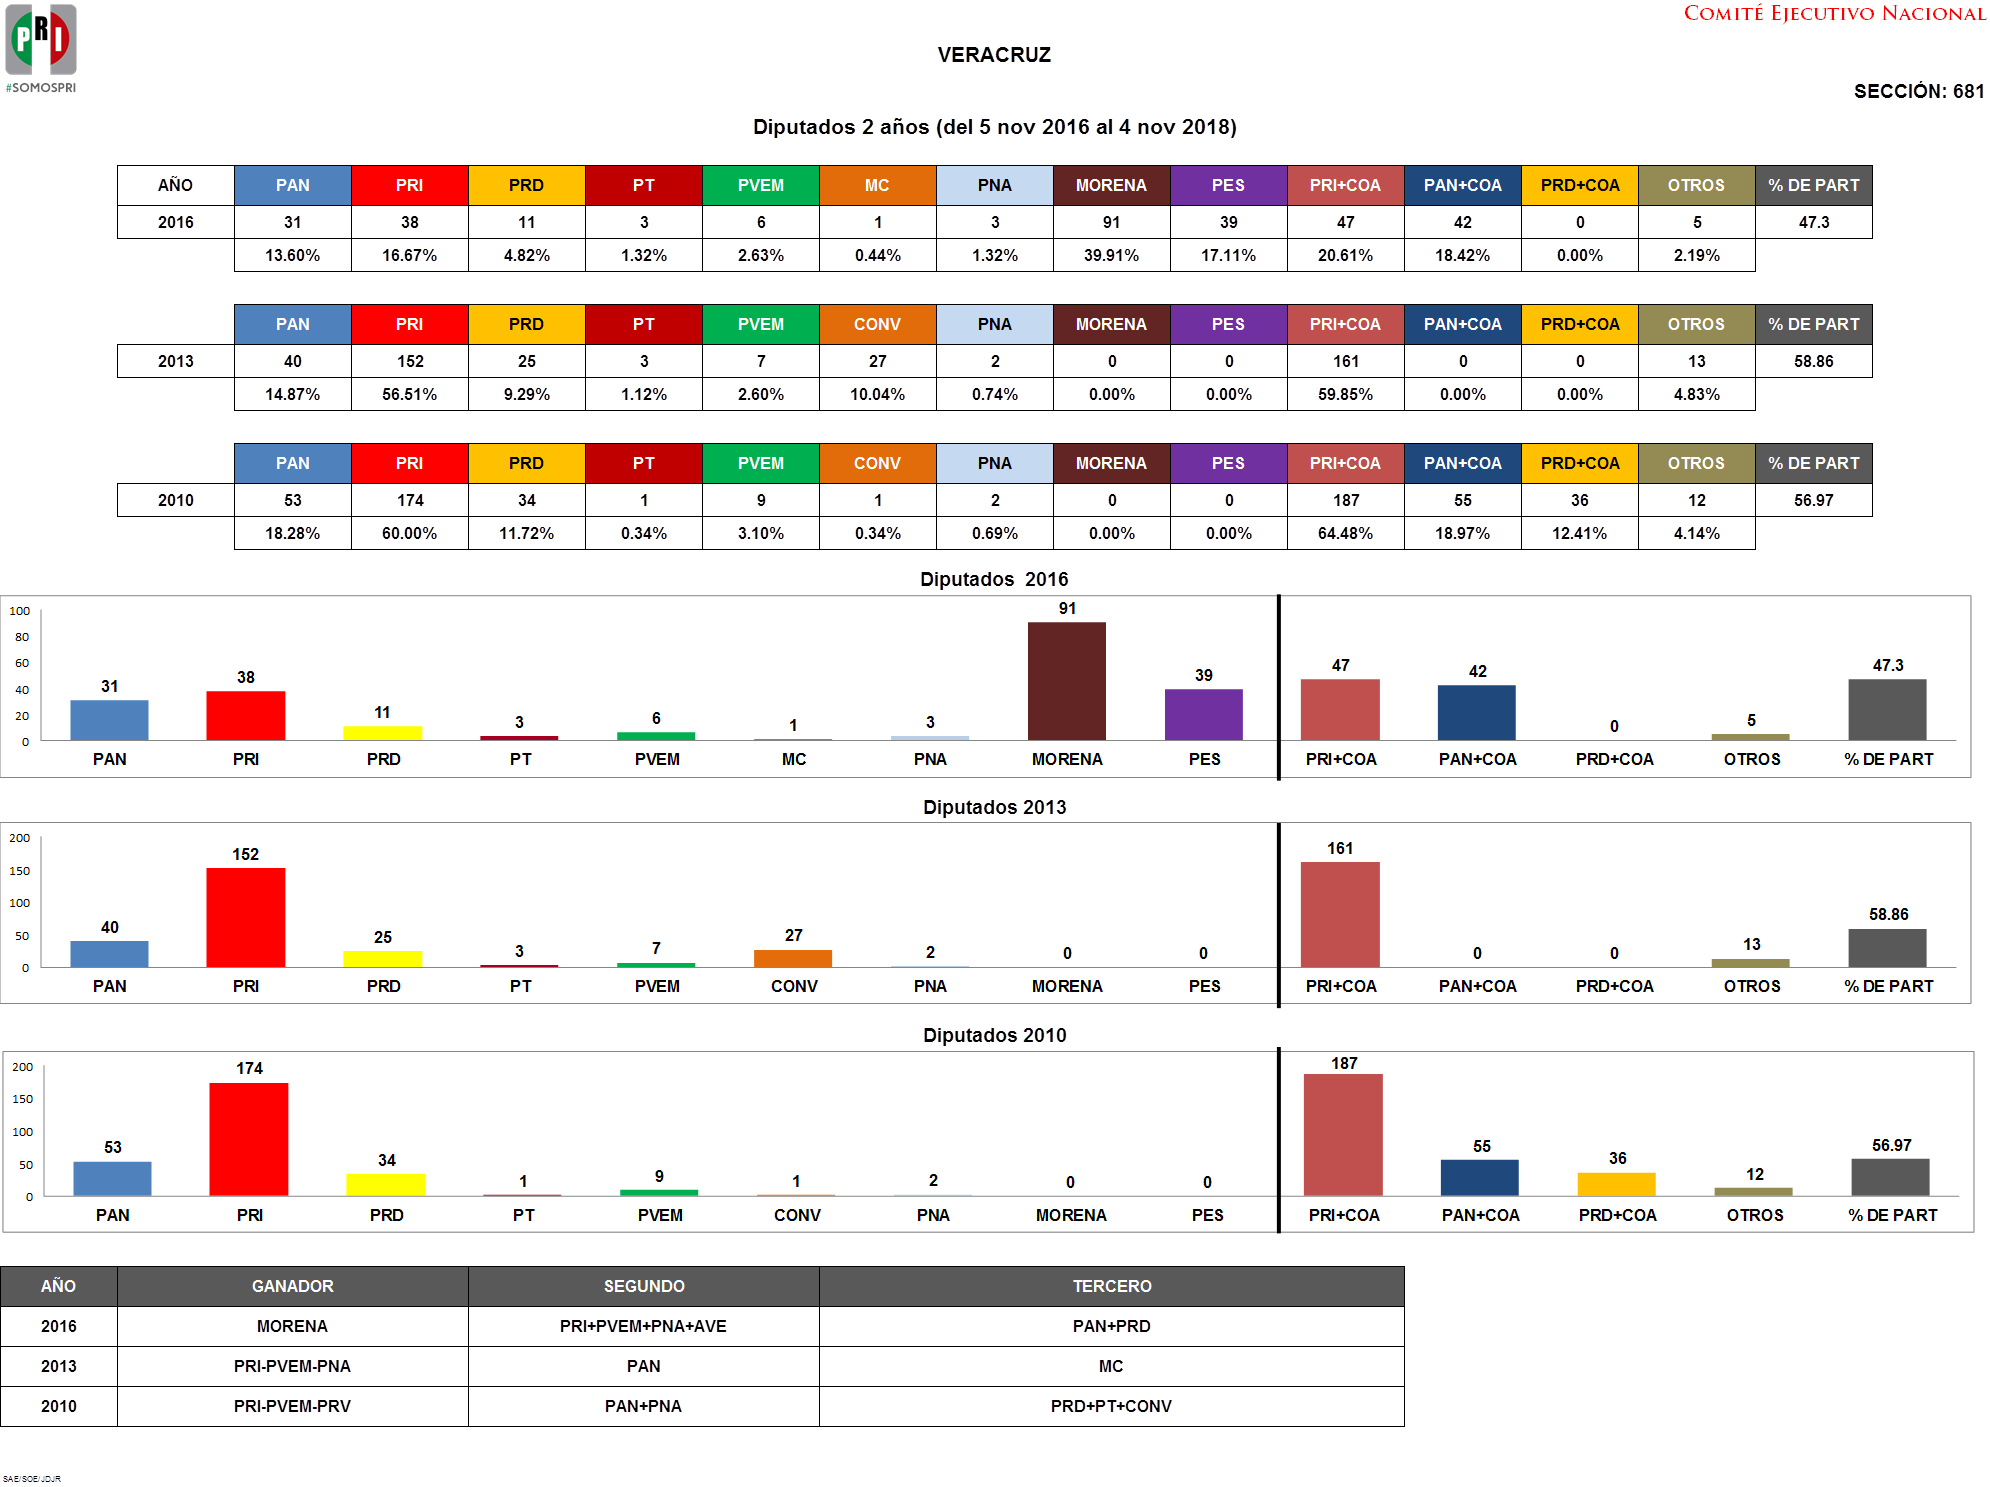 PRI
#SOMOSPRI
COMITÉ EJECUTIVO NACIONAL
VERACRUZ
SECCIÓN: 681
Diputados 2 años (del 5 nov 2016 al 4 nov 2018)
AÑO PAN PRI PRD PT PVEM MC PNA MORENA PES PRI+COA PAN+COA PRD+COA OTROS % DE PART
2016 31 38 11 3 6 1 3 91 39 47 42 0 5 47.3
13.60% 16.67% 4.82% 1.32% 2.63% 0.44% 1.32% 39.91% 17.11% 20.61% 18.42% 0.00% 2.19%
PAN PRI PRD PT PVEM CONV PNA MORENA PES PRI+COA PAN+COA PRD+COA OTROS % DE PART
2013 40 152 25 3 7 27 2 0 0 161 0 0 13 58.86
14.87% 56.51% 9.29% 1.12% 2.60% 10.04% 0.74% 0.00% 0.00% 59.85% 0.00% 0.00% 4.83%
PAN PRI PRD PT PVEM CONV PNA MORENA PES PRI+COA PAN+COA PRD+COA OTROS % DE PART
2010 53 174 34 1 9 1 2 0 0 187 55 36 12 56.97
18.28% 60.00% 11.72% 0.34% 3.10% 0.34% 0.69% 0.00% 0.00% 64.48% 18.97% 12.41% 4.14%
Diputados 2016
100
80
60
40
20
0
31 38 11 3 6 1 3 91 39 47 42 0 5 47.3
PAN PRI PRD PT PVEM MC PNA MORENA PES PRI+COA PAN+COA PRD+COA OTROS % DE PART
Diputados 2013
200
150
100
50
0
40 152 25 3 7 27 2 0 0 161 0 0 13 58.86
PAN PRI PRD PT PVEM CONV PNA MORENA PES PRI+COA PAN+COA PRD+COA OTROS % DE PART
Diputados 2010
200
150
100
50
0
53 174 34 1 9 1 2 0 0 187 55 36 12 56.97
PAN PRI PRD PT PVEM CONV PNA MORENA PES PRI+COA PAN+COA PRD+COA OTROS % DE PART
AÑO GANADOR SEGUNDO TERCERO
2016 MORENA PRI+PVEM+PNA+AVE PAN+PRD
2013 PRI-PVEM-PNA PAN MC
2010 PRI-PVEM-PRV PAN+PNA PRD+PT+CONV
SAE/SOE/JDJR